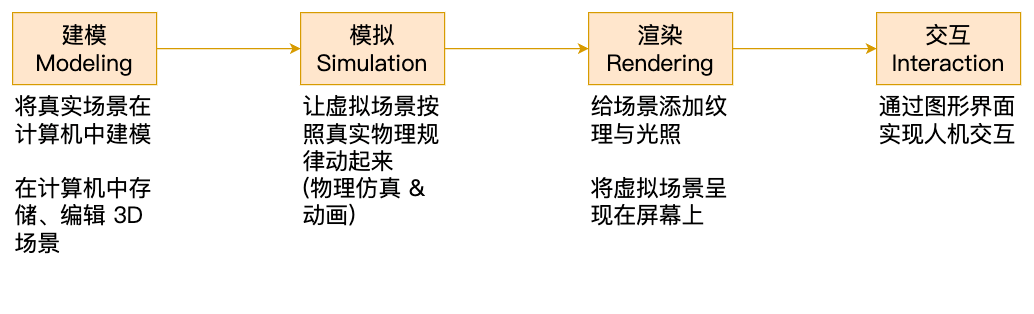 建模
Modeling
将真实场景在
计算机中建模
在计算机中存
储、编辑 3D
场景
模拟
Simulation
让虚拟场景按
照真实物理规
律动起来
(物理仿真 &
动画)
渲染
Rendering
给场景添加纹
理与光照
将虚拟场景呈
现在屏幕上
交互
Interaction
通过图形界面
实现人机交互